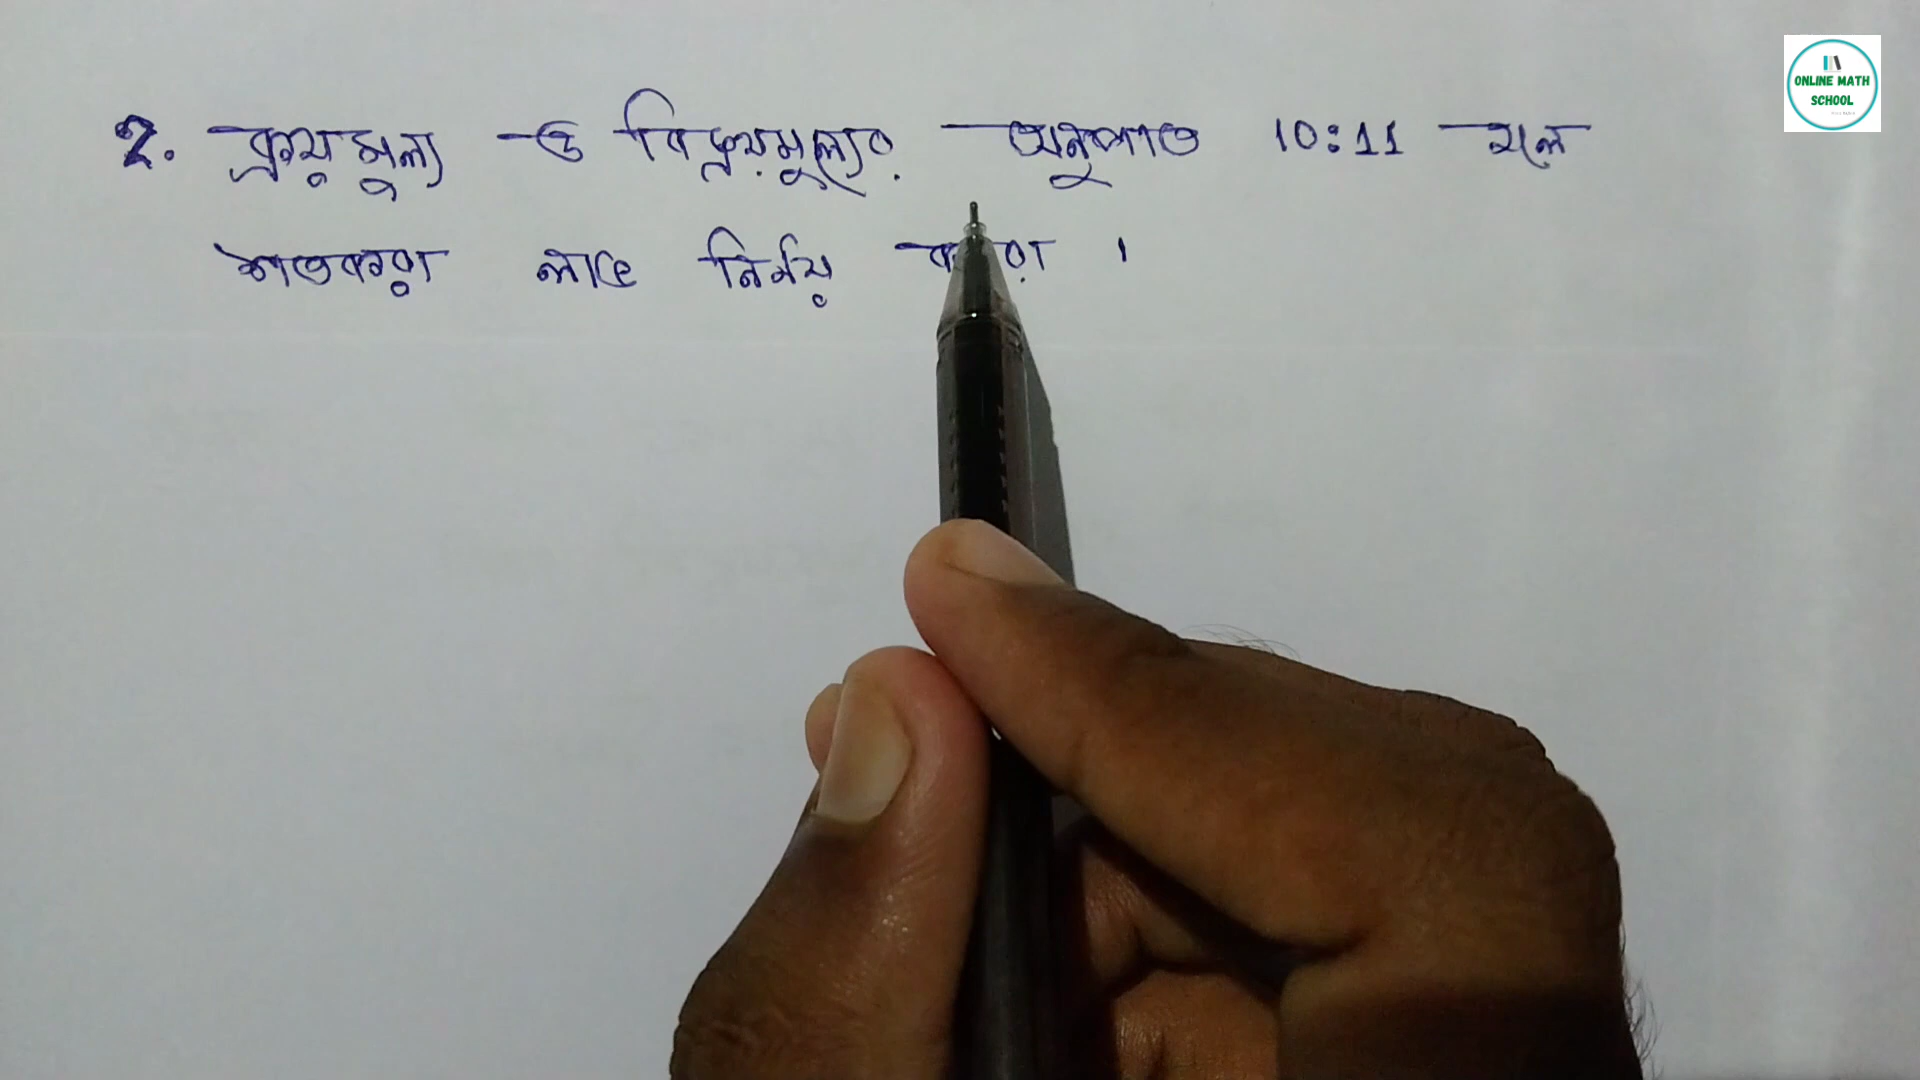 2. ক্রয়মুল্য ও বিক্রয়মূল্যের অনুপাত 10:11 হলে
শতকরা লাভ নির্ণয় করো ।
ONLINE MATH
SCHOOL